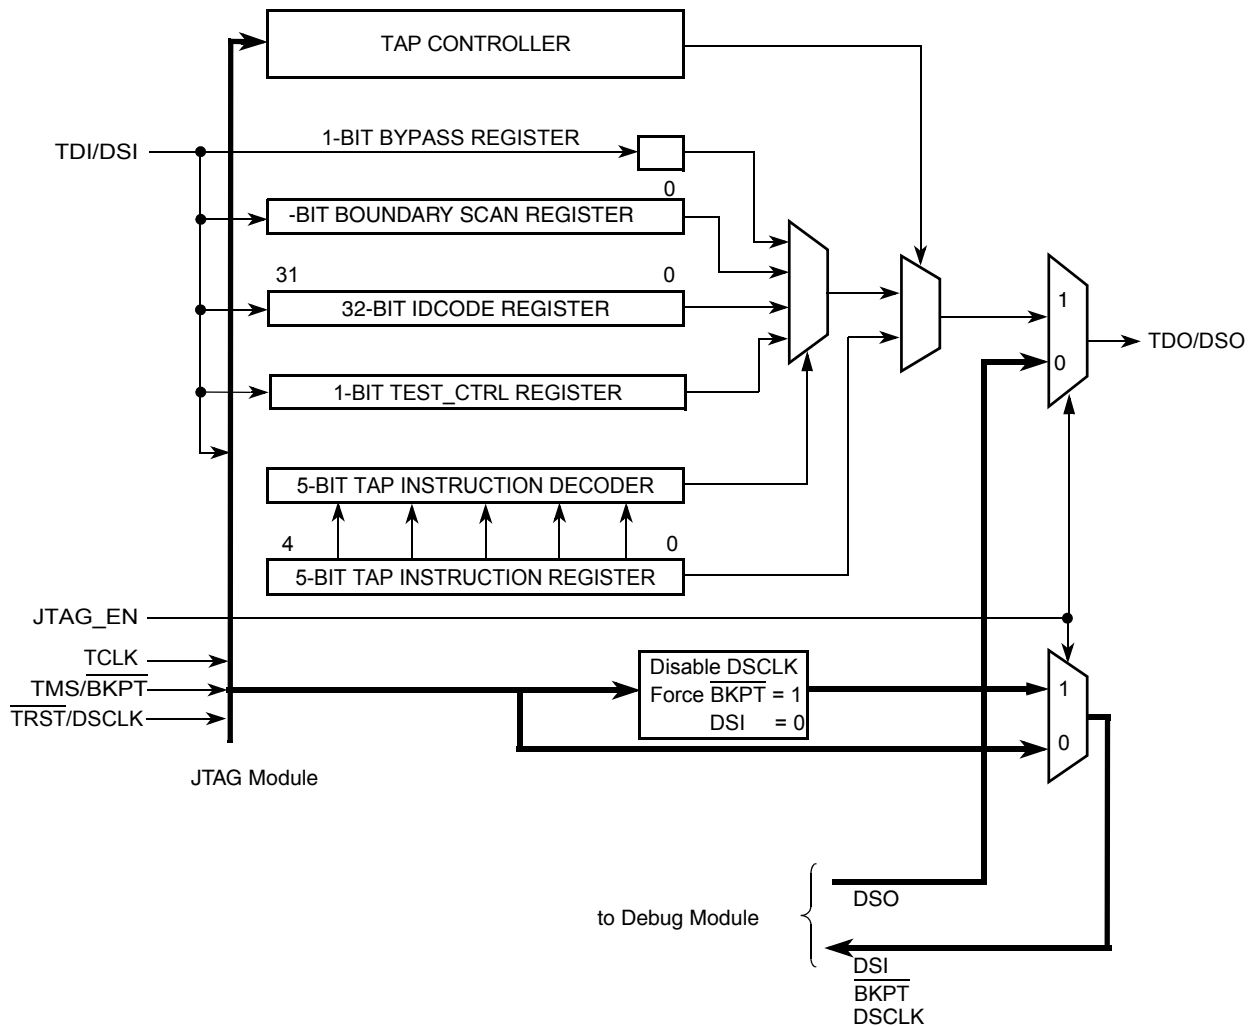 TAP CONTROLLER
1-BIT BYPASS REGISTER
TDI/DSI
0
-BIT BOUNDARY SCAN REGISTER
31 0
32-BIT IDCODE REGISTER
1
TDO/DSO
0
1-BIT TEST_CTRL REGISTER
5-BIT TAP INSTRUCTION DECODER
4 0
5-BIT TAP INSTRUCTION REGISTER
JTAG_EN
TCLK
TMS/BKPT
TRST/DSCLK
Disable DSCLK
Force BKPT = 1
DSI = 0
1
0
JTAG Module
to Debug Module
DSO
DSI
BKPT
DSCLK